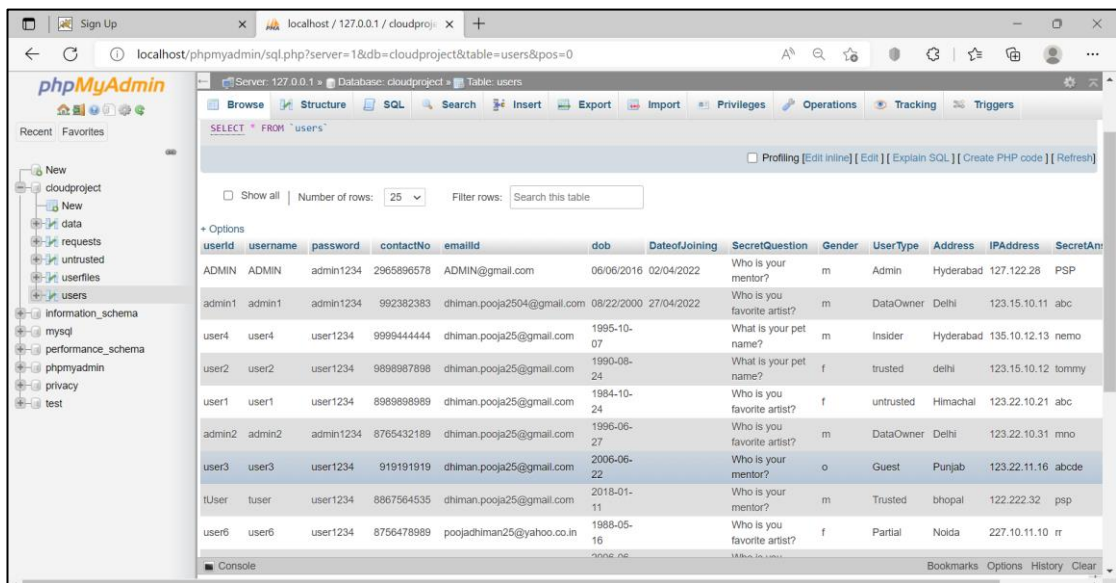 Sign Up
localhost / 127.0.0.1 / cloudproje
localhost/phpmyadmin/sql.php?server=1&db=cloudproject&table=users&pos=0
phpMyAdmin
Recent Favorites
New
cloudproject
New
data
requests
untrusted
userfiles
users
information_schema
mysql
performance_schema
phpmyadmin
privacy
test
Server: 127.0.0.1 » Database: cloudproject » Table: users
Browse Structure SQL Search Insert Export Import Privileges Operations Tracking Triggers
SELECT * FROM `users`
Profiling [Edit inline] [ Edit ] [ Explain SQL ] [ Create PHP code ] [ Refresh]
Show all | Number of rows: 25 Filter rows: Search this table
+ Options
userId username password contactNo emailId dob DateofJoining SecretQuestion Gender UserType Address IPAddress SecretAns
ADMIN ADMIN admin1234 2965896578 ADMIN@gmail.com 06/06/2016 02/04/2022 Who is your mentor? m Admin Hyderabad 127.122.28 PSP
admin1 admin1 admin1234 992382383 dhiman.pooja2504@gmail.com 08/22/2000 27/04/2022 Who is you favorite artist? m DataOwner Delhi 123.15.10.11 abc
user4 user4 user1234 9999444444 dhiman.pooja25@gmail.com 1995-10-07 What is your pet name? m Insider Hyderabad 135.10.12.13 nemo
user2 user2 user1234 9898987898 dhiman.pooja25@gmail.com 1990-08-24 What is your pet name? f trusted delhi 123.15.10.12 tommy
user1 user1 user1234 8989898989 dhiman.pooja25@gmail.com 1984-10-24 Who is you favorite artist? f untrusted Himachal 123.22.10.21 abc
admin2 admin2 admin1234 8765432189 dhiman.pooja25@gmail.com 1996-06-27 Who is you favorite artist? m DataOwner Delhi 123.22.10.31 mno
user3 user3 user1234 919191919 dhiman.pooja25@gmail.com 2006-06-22 Who is your mentor? o Guest Punjab 123.22.11.16 abcde
tUser tuser user1234 8867564535 dhiman.pooja25@gmail.com 2018-01-11 Who is your mentor? m Trusted bhopal 122.222.32 psp
user6 user6 user1234 8756478989 poojadhiman25@yahoo.co.in 1988-05-16 Who is you favorite artist? f Partial Noida 227.10.11.10 rr
Console Bookmarks Options History Clear